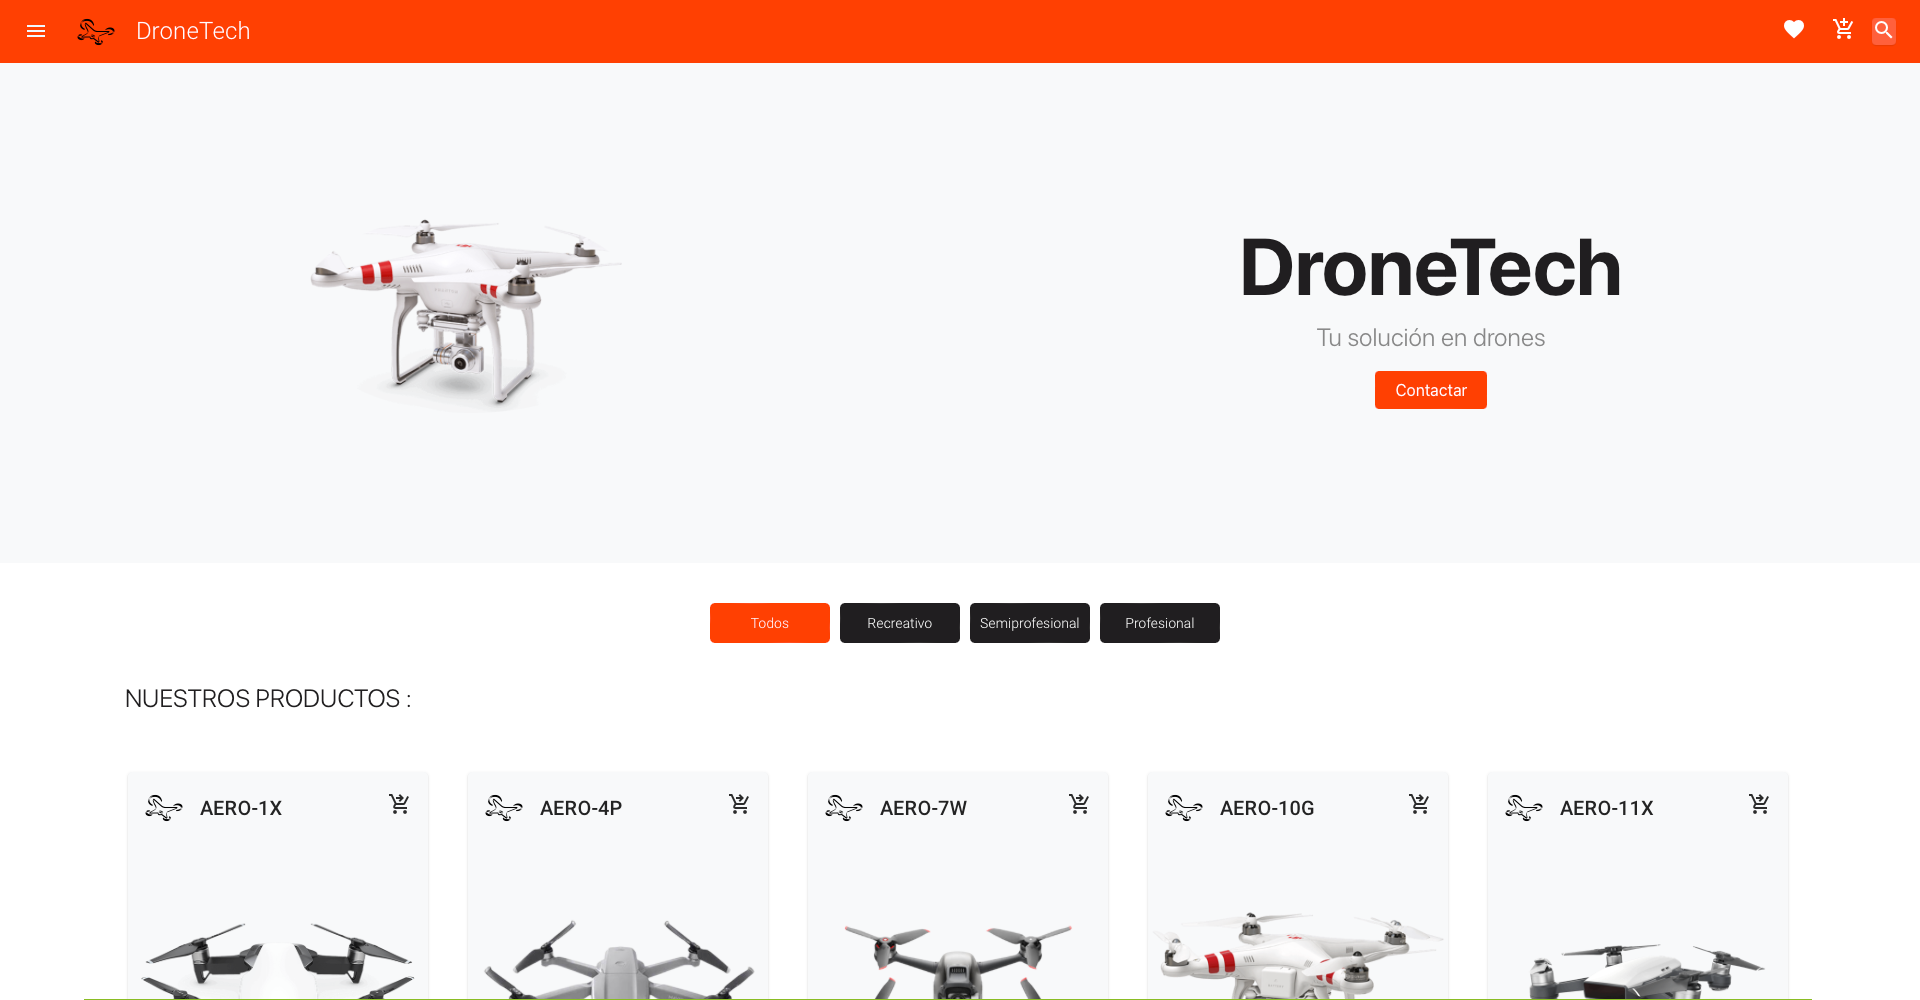 DroneTech
DroneTech
Tu solución en drones
Contactar
Todos
Recreativo
Semiprofesional
Profesional
NUESTROS PRODUCTOS :
AERO-1X
AERO-4P
AERO-7W
AERO-10G
AERO-11X